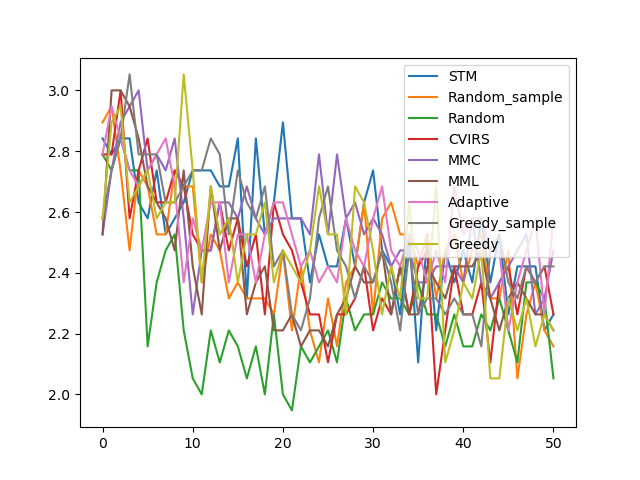 3.0
2.8
2.6
2.4
2.2
2.0
0
10
20
30
40
50
STM
Random_sample
Random
CVIRS
MMC
MML
Adaptive
Greedy_sample
Greedy